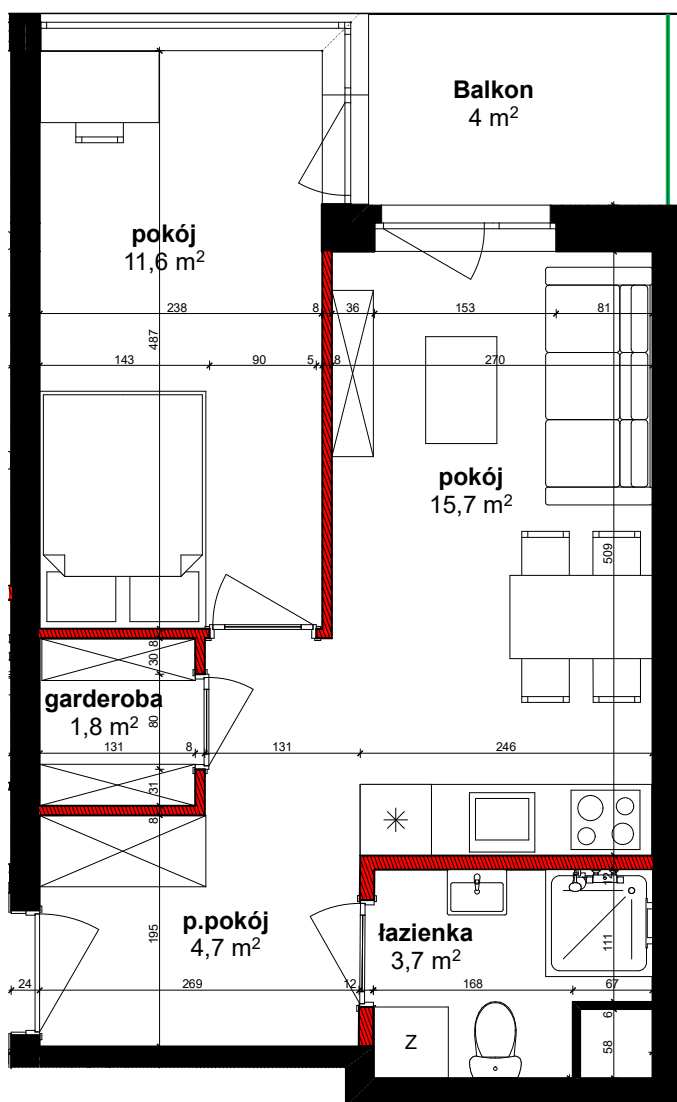 Balkon
4 m²
pokój
11,6 m²
238
8
36
153
81
487
143
90
5
8
270
pokój
15,7 m²
509
8
30
garderoba
1,8 m²
80
131
8
131
246
31
8
12
p.pokój
4,7 m²
195
łazienka
3,7 m²
111
24
269
12
168
67
6
58
Z